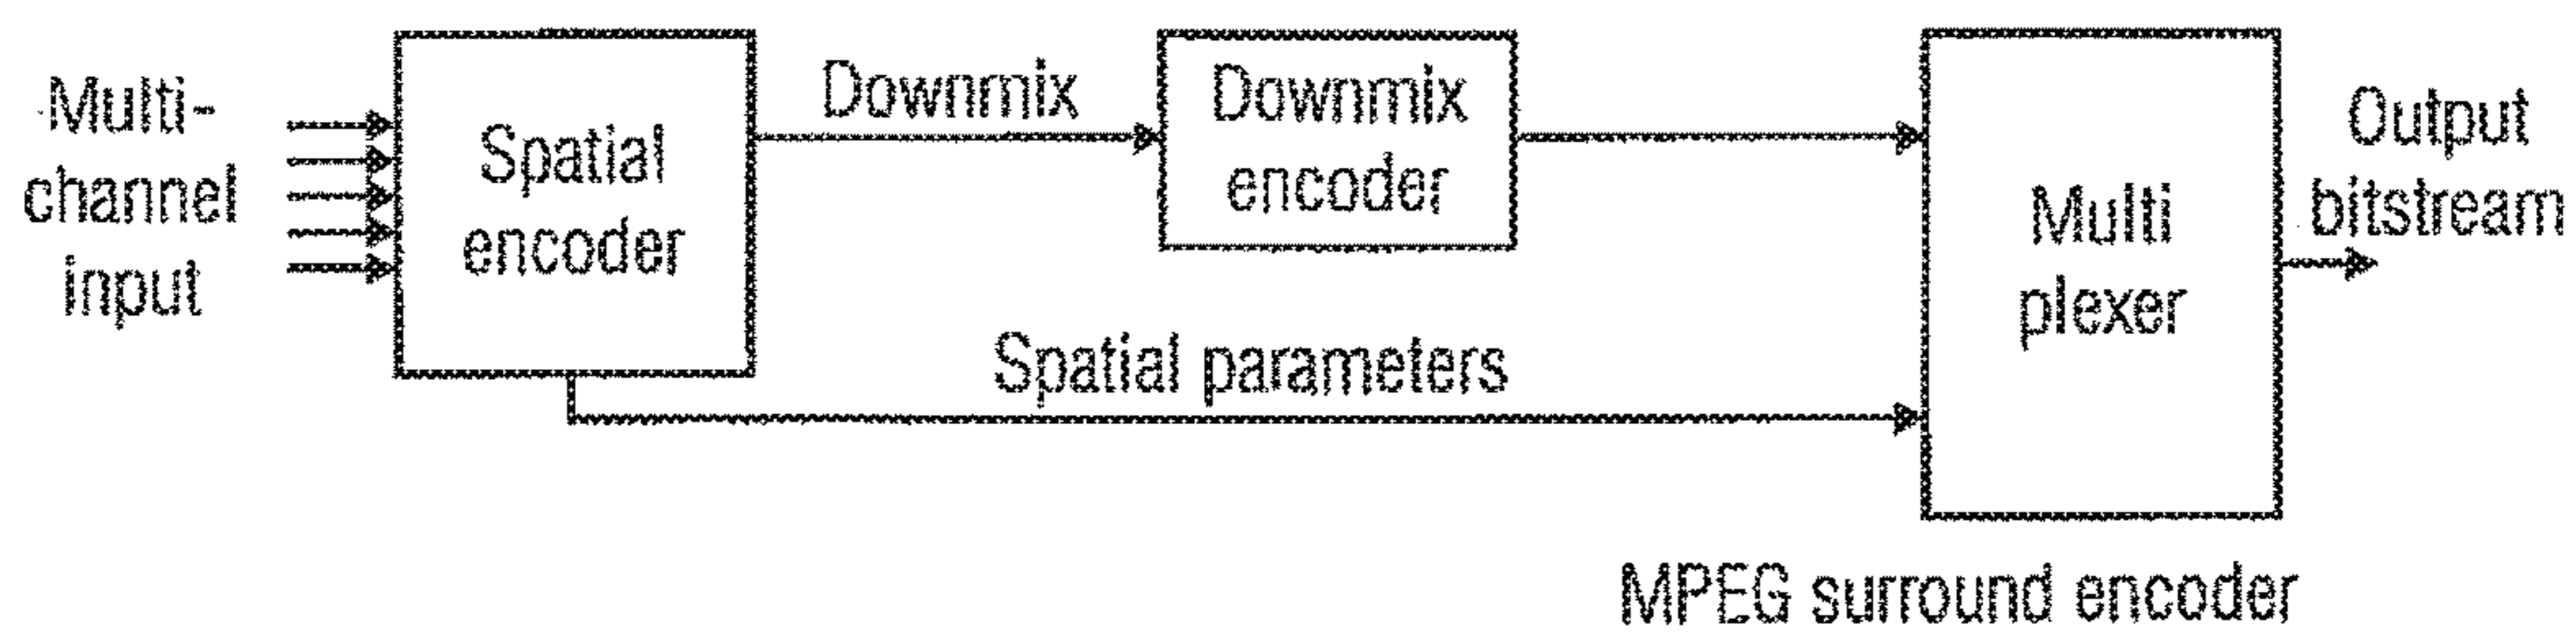 Multi-
channel
input
Spatial
encoder
Downmix
Downmix
encoder
Spatial parameters
Multi
plexer
Output
bitstream
MPEG surround encoder